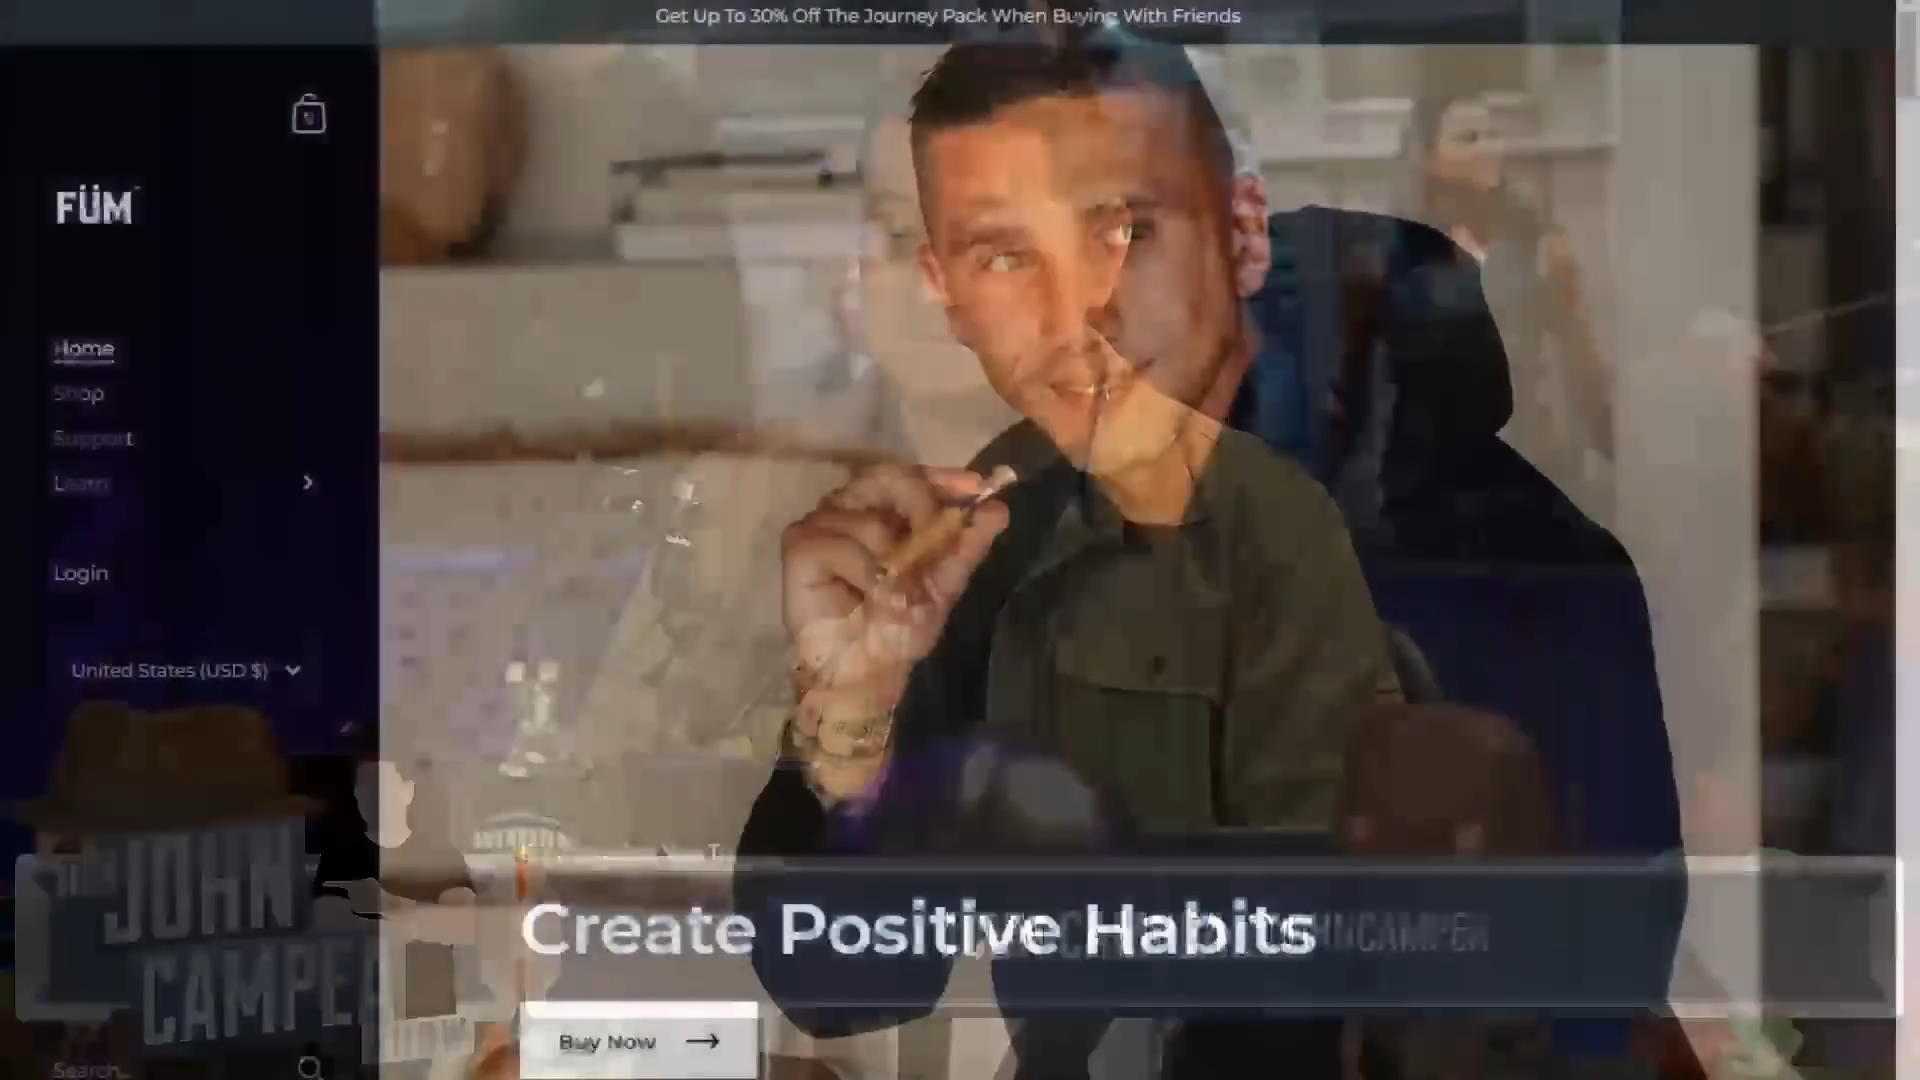 Get Up To 30% Off The Journey Pack When Buying With Friends
FÜM
Home
Shop
Support
Learn
Login
United States (USD $)
JOHN
CAMPEA
SHOW
Create Positive Habits
Buy Now
Search...